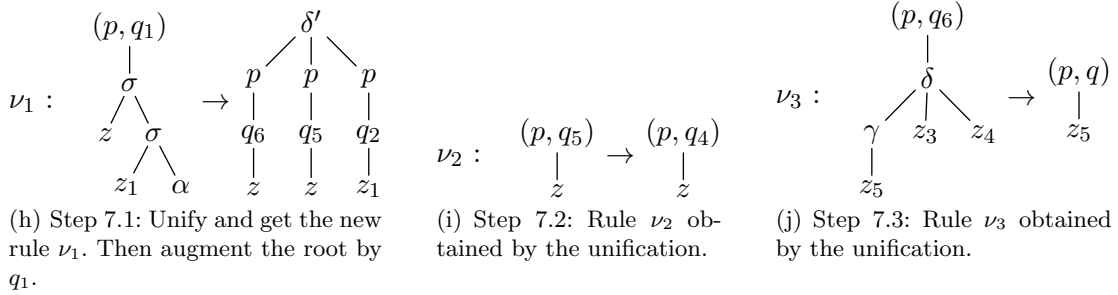 (p, q₁) δ′ (p, q₆)
σ p p p δ (p, q)
ν₁ : → ν₃ : →
z σ q₆ q₅ q₂ ν₂ : (p, q₅) → (p, q₄) γ z₃ z₄ z₅
z₁ α z z z₁ z z z₅
(h) Step 7.1: Unify and get the new
rule ν₁. Then augment the root by
q₁.
(i) Step 7.2: Rule ν₂ ob-
tained by the unification.
(j) Step 7.3: Rule ν₃ obtained
by the unification.